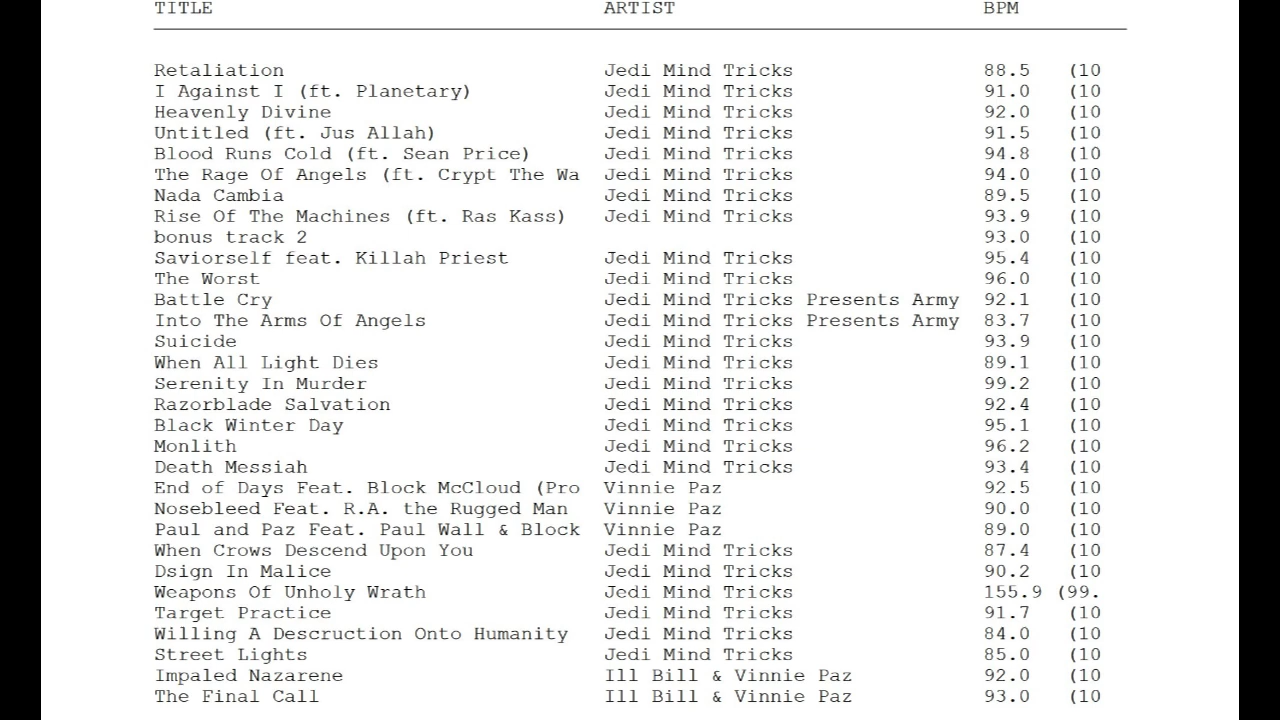 TITLE ARTIST BPM
Retaliation Jedi Mind Tricks 88.5 (10
I Against I (ft. Planetary) Jedi Mind Tricks 91.0 (10
Heavenly Divine Jedi Mind Tricks 92.0 (10
Untitled (ft. Jus Allah) Jedi Mind Tricks 91.5 (10
Blood Runs Cold (ft. Sean Price) Jedi Mind Tricks 94.8 (10
The Rage Of Angels (ft. Crypt The Wa Jedi Mind Tricks 94.0 (10
Nada Cambia Jedi Mind Tricks 89.5 (10
Rise Of The Machines (ft. Ras Kass) Jedi Mind Tricks 93.9 (10
bonus track 2 93.0 (10
Saviorself feat. Killah Priest Jedi Mind Tricks 95.4 (10
The Worst Jedi Mind Tricks 96.0 (10
Battle Cry Jedi Mind Tricks Presents Army 92.1 (10
Into The Arms Of Angels Jedi Mind Tricks Presents Army 83.7 (10
Suicide Jedi Mind Tricks 93.9 (10
When All Light Dies Jedi Mind Tricks 89.1 (10
Serenity In Murder Jedi Mind Tricks 99.2 (10
Razorblade Salvation Jedi Mind Tricks 92.4 (10
Black Winter Day Jedi Mind Tricks 95.1 (10
Monlith Jedi Mind Tricks 96.2 (10
Death Messiah Jedi Mind Tricks 93.4 (10
End of Days Feat. Block McCloud (Pro Vinnie Paz 92.5 (10
Nosebleed Feat. R.A. the Rugged Man Vinnie Paz 90.0 (10
Paul and Paz Feat. Paul Wall & Block Vinnie Paz 89.0 (10
When Crows Descend Upon You Jedi Mind Tricks 87.4 (10
Dsign In Malice Jedi Mind Tricks 90.2 (10
Weapons Of Unholy Wrath Jedi Mind Tricks 155.9 (99.
Target Practice Jedi Mind Tricks 91.7 (10
Willing A Descruction Onto Humanity Jedi Mind Tricks 84.0 (10
Street Lights Jedi Mind Tricks 85.0 (10
Impaled Nazarene Ill Bill & Vinnie Paz 92.0 (10
The Final Call Ill Bill & Vinnie Paz 93.0 (10